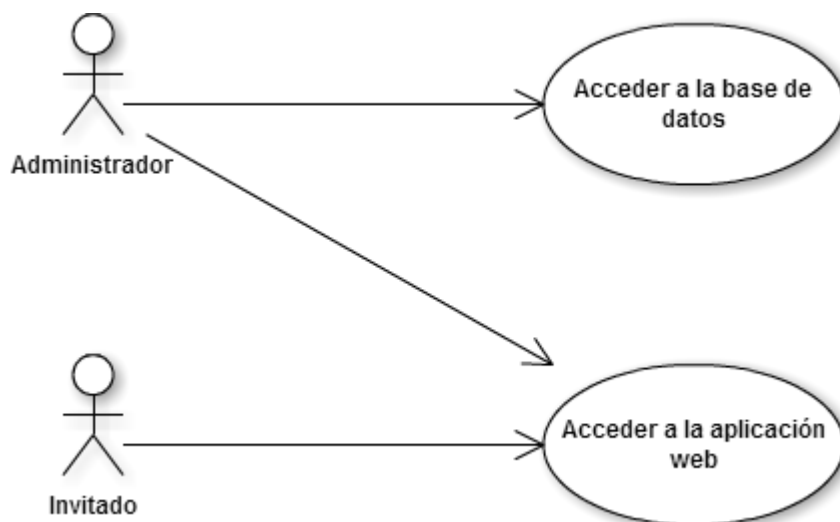 Acceder a la base de
datos
Administrador
Acceder a la aplicación
web
Invitado